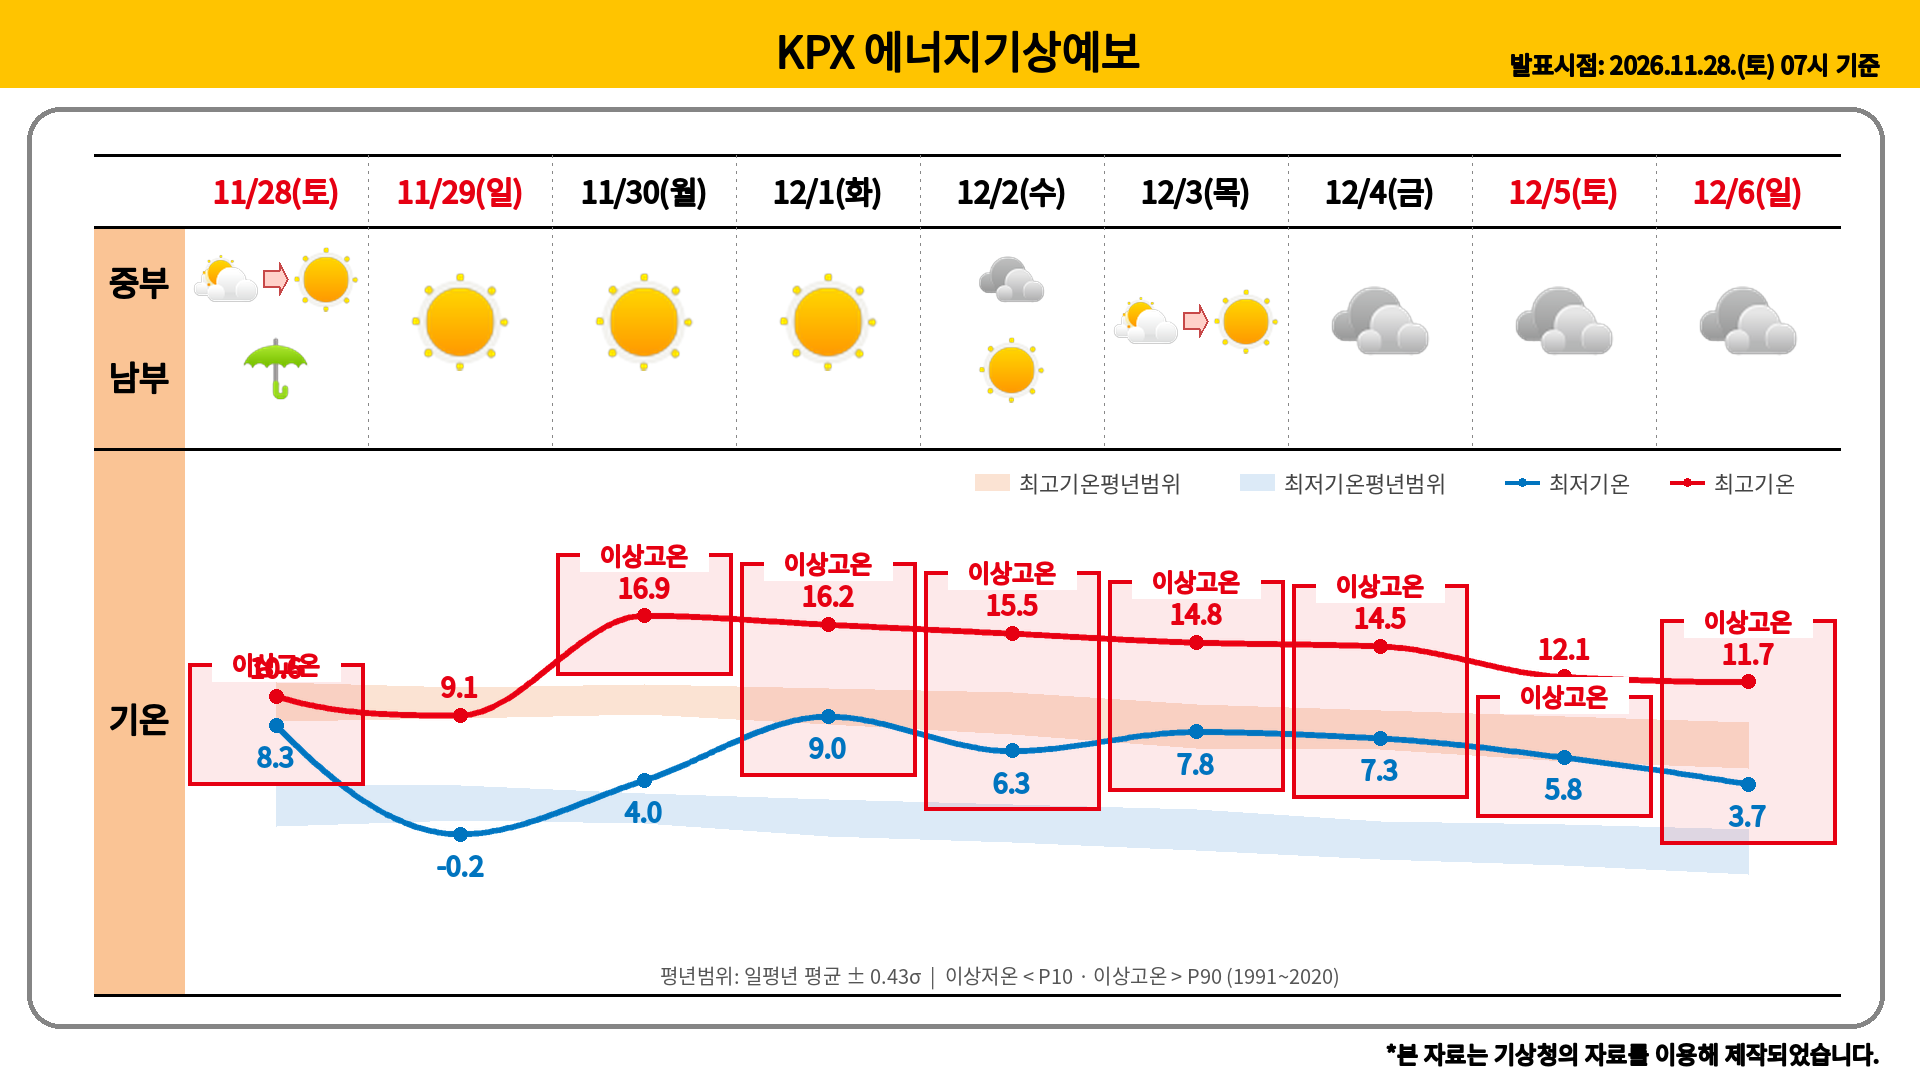 KPX 에너지기상예보
발표시점: 2026.11.28.(토) 07시 기준
11/28(토) 11/29(일) 11/30(월) 12/1(화) 12/2(수) 12/3(목) 12/4(금) 12/5(토) 12/6(일)
중부
남부
최고기온평년범위 최저기온평년범위 최저기온 최고기온
기온
이상고온
10.6
8.3
9.1
-0.2
이상고온
16.9
4.0
이상고온
16.2
9.0
이상고온
15.5
6.3
이상고온
14.8
7.8
이상고온
14.5
7.3
12.1
이상고온
5.8
이상고온
11.7
3.7
평년범위: 일평년 평균 ± 0.43σ | 이상저온 < P10 · 이상고온 > P90 (1991~2020)
*본 자료는 기상청의 자료를 이용해 제작되었습니다.